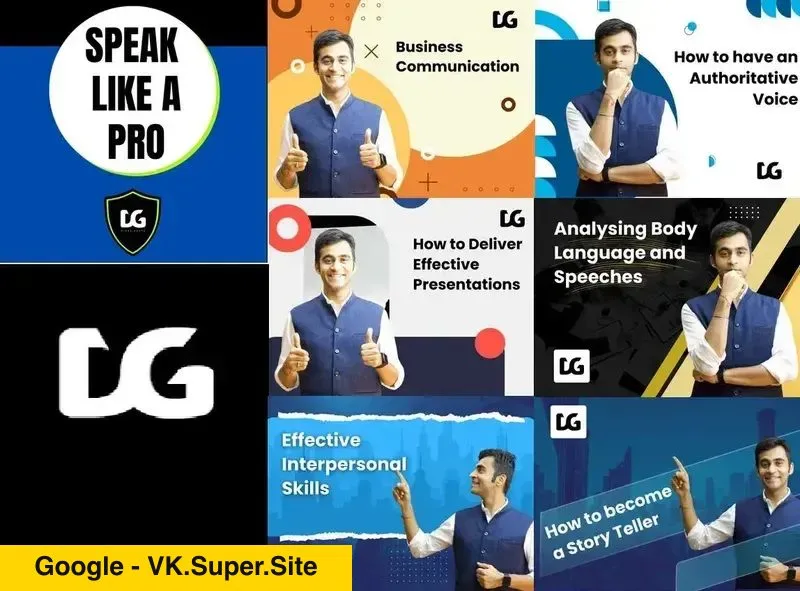 SPEAK
LIKE A
PRO
DG
DG
Google - VK.Super.Site
DG
Business
Communication
How to have an
Authoritative
Voice
DG
DG
How to Deliver
Effective
Presentations
Analysing Body
Language and
Speeches
DG
Effective
Interpersonal
Skills
DG
How to become
a Story Teller